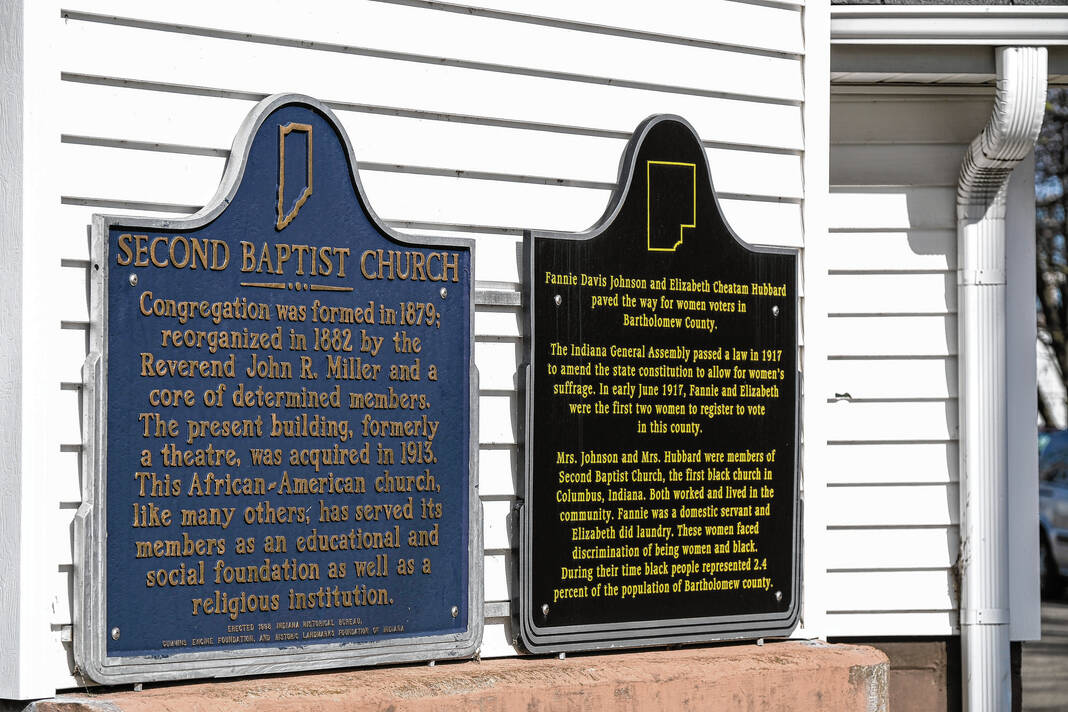 SECOND BAPTIST CHURCH
Congregation was formed in 1879;
reorganized in 1882 by the
Reverend John R. Miller and a
core of determined members.
The present building, formerly
a theatre, was acquired in 1913.
This African-American church,
like many others, has served its
members as an educational and
social foundation as well as a
religious institution.
ERECTED 1988 INDIANA HISTORICAL BUREAU,
CUMMINS ENGINE FOUNDATION, AND HISTORIC LANDMARKS FOUNDATION OF INDIANA
Fannie Davis Johnson and Elizabeth Cheatam Hubbard
paved the way for women voters in
Bartholomew County.
The Indiana General Assembly passed a law in 1917
to amend the state constitution to allow for women's
suffrage. In early June 1917, Fannie and Elizabeth
were the first two women to register to vote
in this county.
Mrs. Johnson and Mrs. Hubbard were members of
Second Baptist Church, the first black church in
Columbus, Indiana. Both worked and lived in the
community. Fannie was a domestic servant and
Elizabeth did laundry. These women faced
discrimination of being women and black.
During their time black people represented 2.4
percent of the population of Bartholomew county.